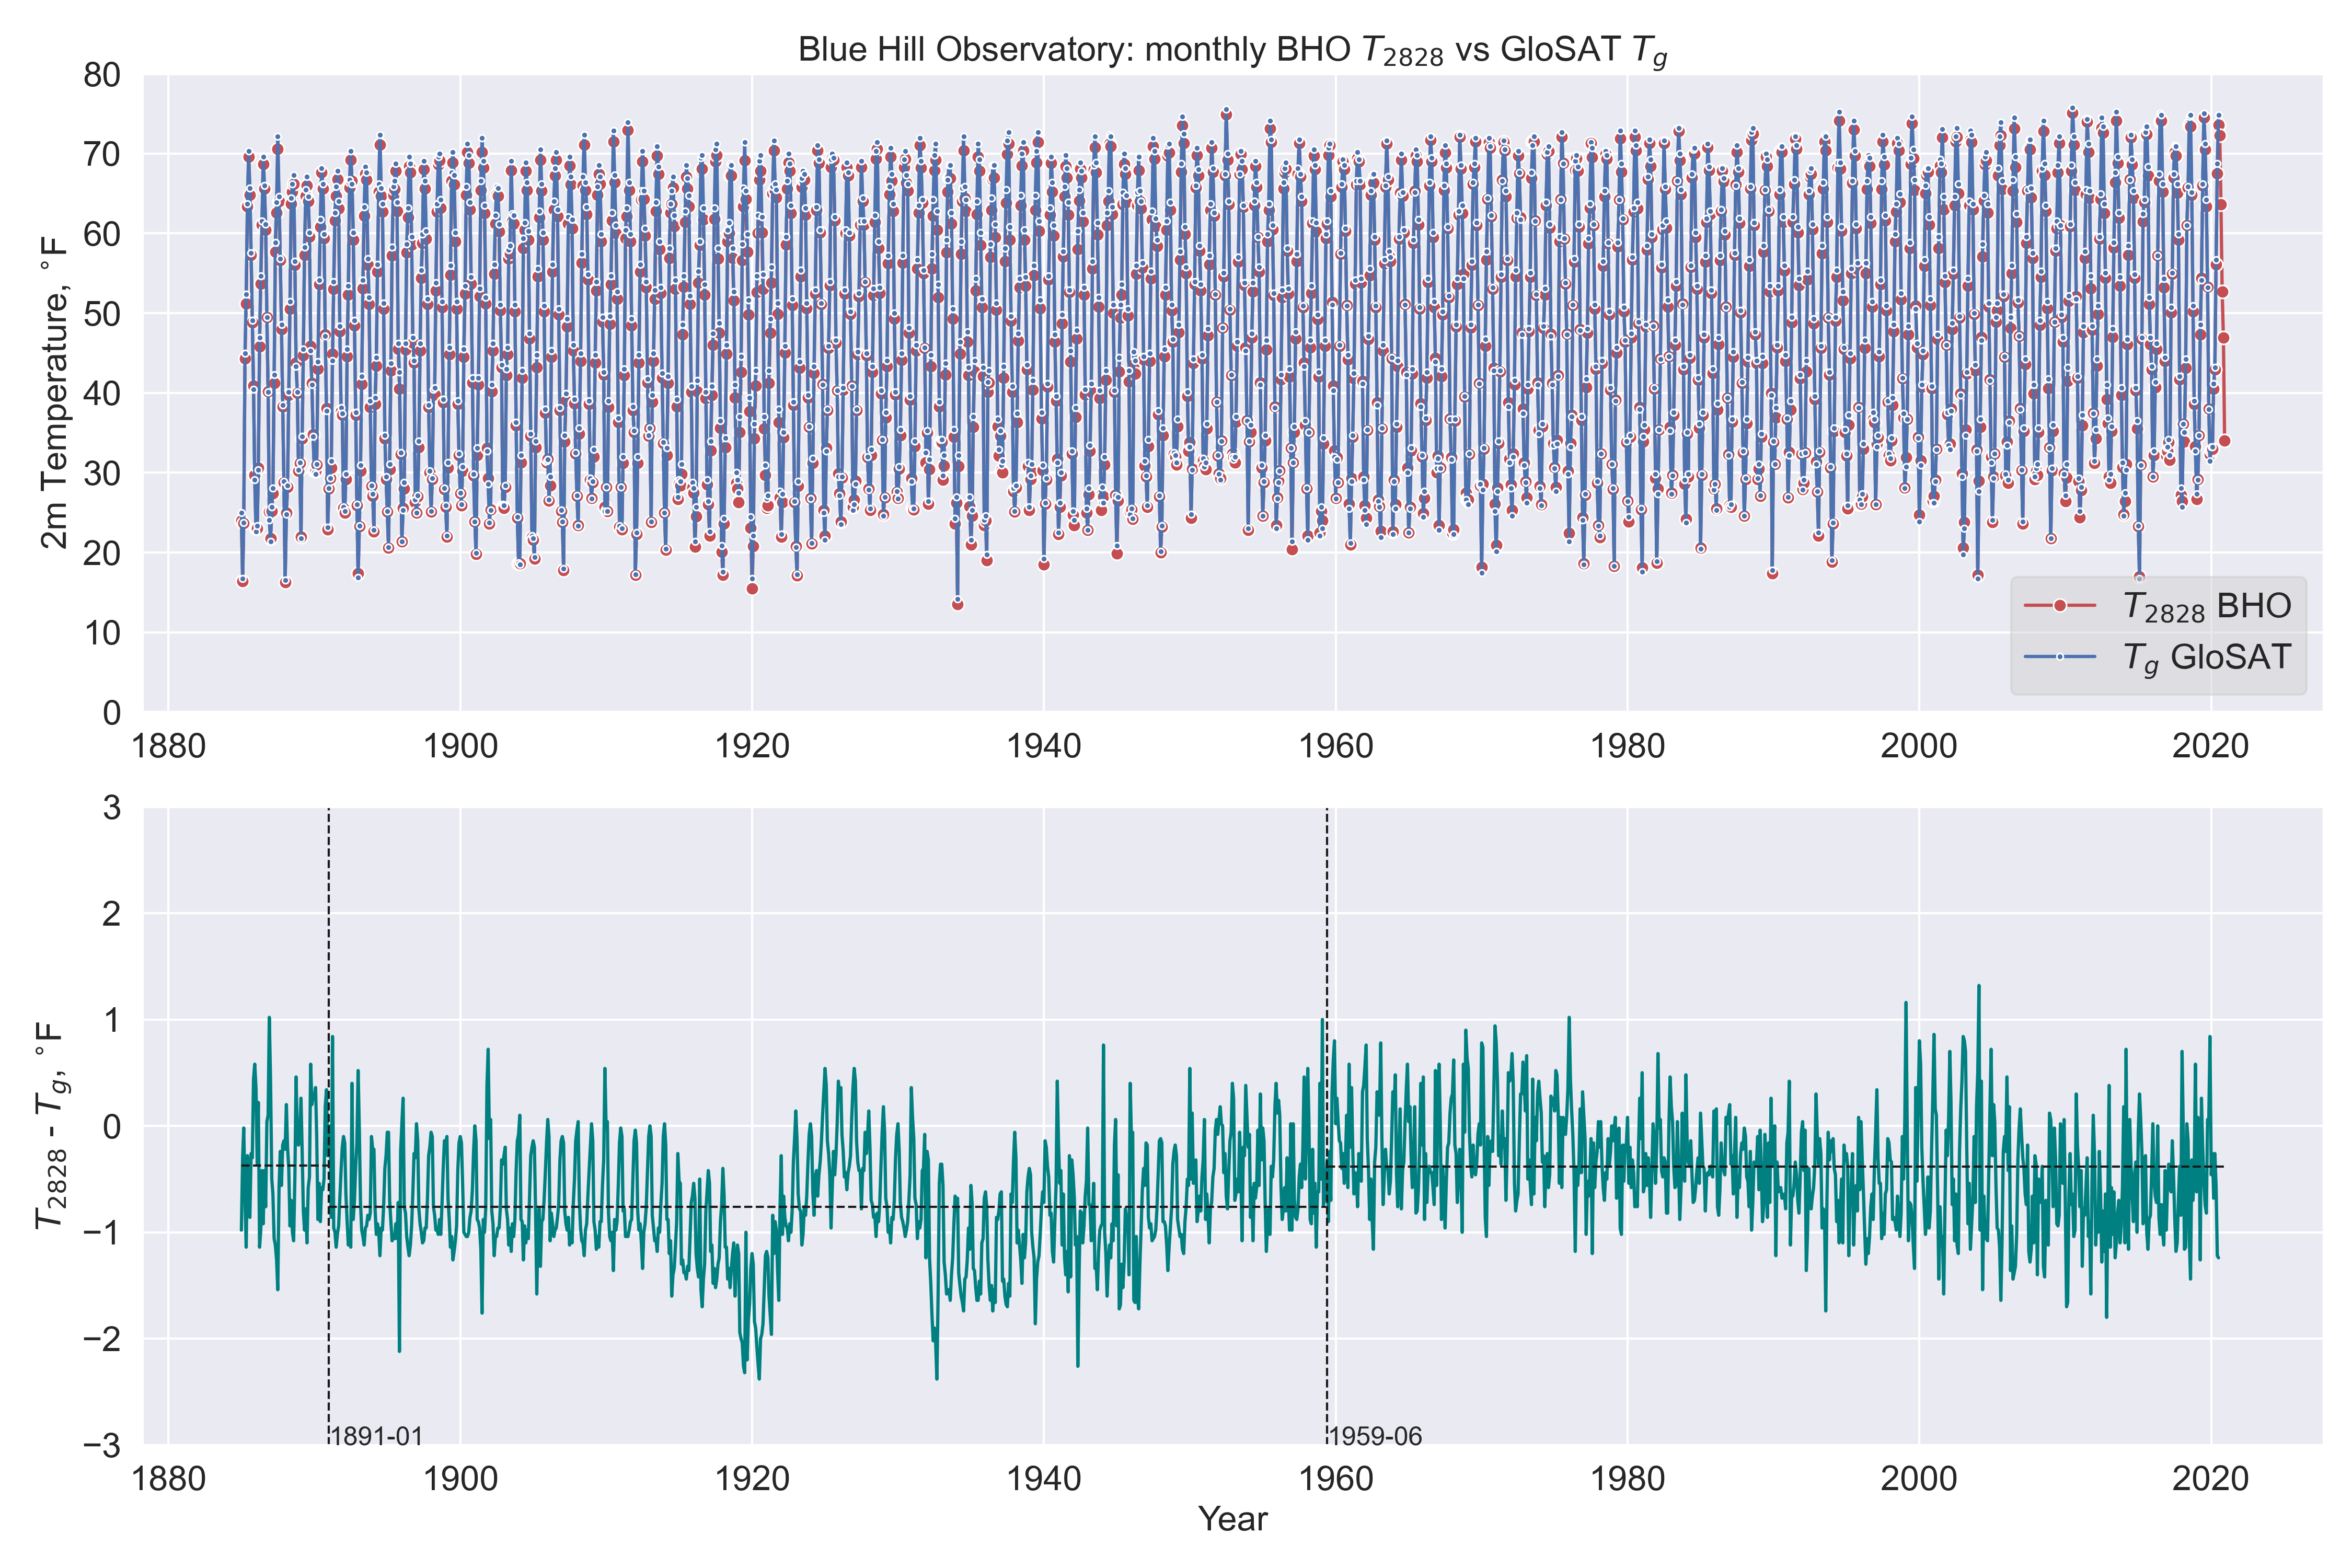 Blue Hill Observatory: monthly BHO T2828 vs GloSAT Tg
80
70
60
50
40
30
20
10
0
2m Temperature, °F
T2828 BHO
Tg GloSAT
1880 1900 1920 1940 1960 1980 2000 2020
3
2
1
0
−1
−2
−3
T2828 - Tg, °F
1891-01
1959-06
1880 1900 1920 1940 1960 1980 2000 2020
Year